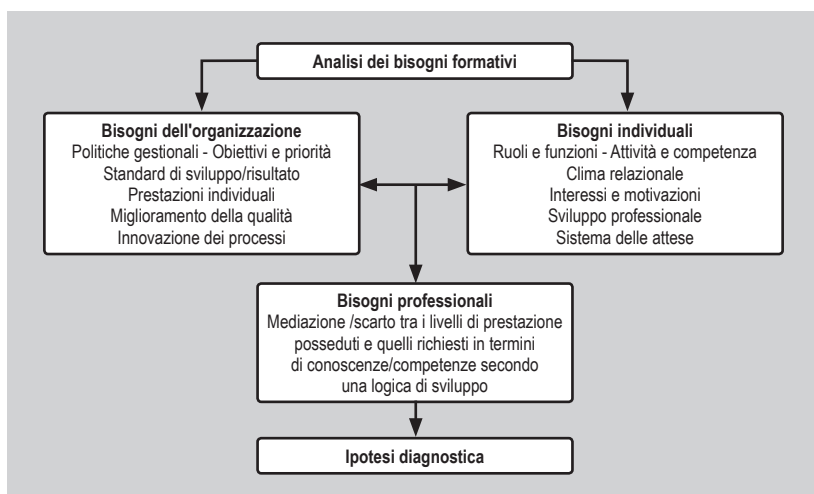 Analisi dei bisogni formativi
Bisogni dell'organizzazione
Politiche gestionali - Obiettivi e priorità
Standard di sviluppo/risultato
Prestazioni individuali
Miglioramento della qualità
Innovazione dei processi
Bisogni individuali
Ruoli e funzioni - Attività e competenza
Clima relazionale
Interessi e motivazioni
Sviluppo professionale
Sistema delle attese
Bisogni professionali
Mediazione /scarto tra i livelli di prestazione
posseduti e quelli richiesti in termini
di conoscenze/competenze secondo
una logica di sviluppo
Ipotesi diagnostica